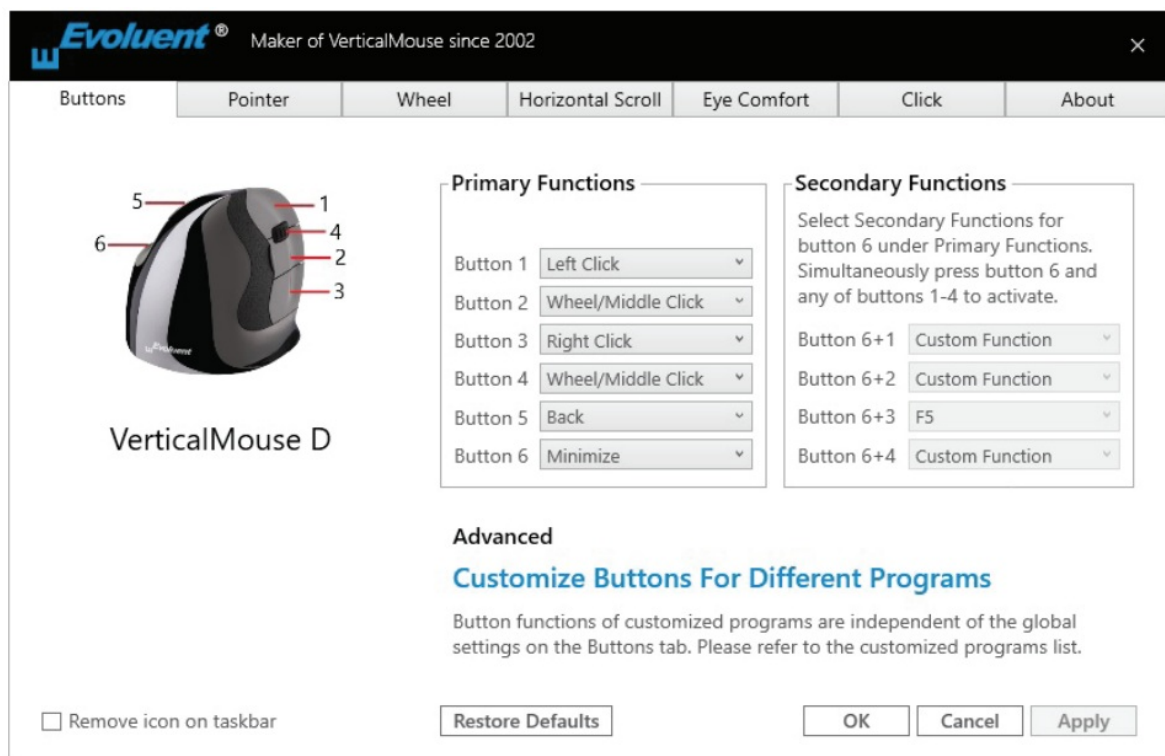 Evoluent ® Maker of VerticalMouse since 2002
Buttons Pointer Wheel Horizontal Scroll Eye Comfort Click About
5
1
4
6
2
3
Evoluent
VerticalMouse D
Primary Functions
Button 1 Left Click
Button 2 Wheel/Middle Click
Button 3 Right Click
Button 4 Wheel/Middle Click
Button 5 Back
Button 6 Minimize
Secondary Functions
Select Secondary Functions for
button 6 under Primary Functions.
Simultaneously press button 6 and
any of buttons 1-4 to activate.
Button 6+1 Custom Function
Button 6+2 Custom Function
Button 6+3 F5
Button 6+4 Custom Function
Advanced
Customize Buttons For Different Programs
Button functions of customized programs are independent of the global
settings on the Buttons tab. Please refer to the customized programs list.
Remove icon on taskbar Restore Defaults OK Cancel Apply